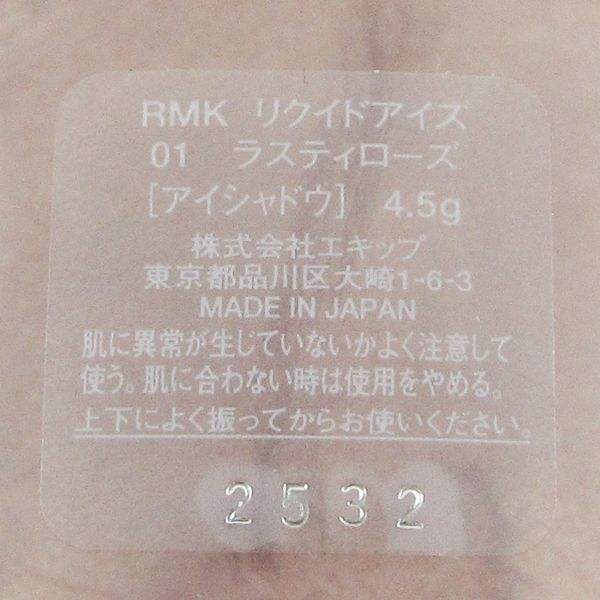 RMK リクイドアイズ
01 ラスティローズ
[アイシャドウ] 4.5g
株式会社エキップ
東京都品川区大崎1-6-3
MADE IN JAPAN
肌に異常が生じていないかよく注意して
使う。肌に合わない時は使用をやめる。
上下によく振ってからお使いください。
2532